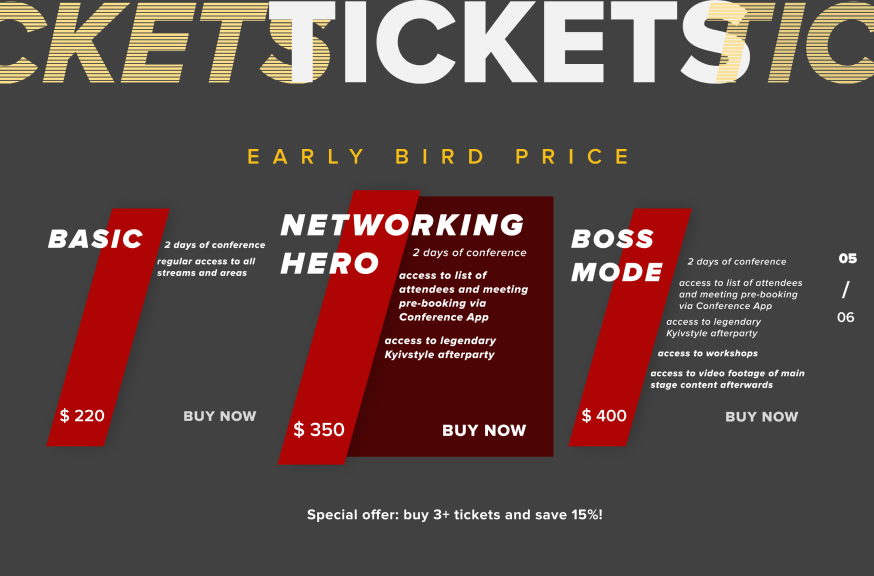 CKETS TICKETS TIC
EARLY BIRD PRICE
BASIC
2 days of conference
regular access to all
streams and areas
$ 220
BUY NOW
NETWORKING
HERO
2 days of conference
access to list of
attendees and meeting
pre-booking via
Conference App
access to legendary
Kyivstyle afterparty
$ 350
BUY NOW
BOSS
MODE
2 days of conference
access to list of attendees
and meeting pre-booking
via Conference App
access to legendary
Kyivstyle afterparty
access to workshops
access to video footage of main
stage content afterwards
$ 400
BUY NOW
05
/
06
Special offer: buy 3+ tickets and save 15%!